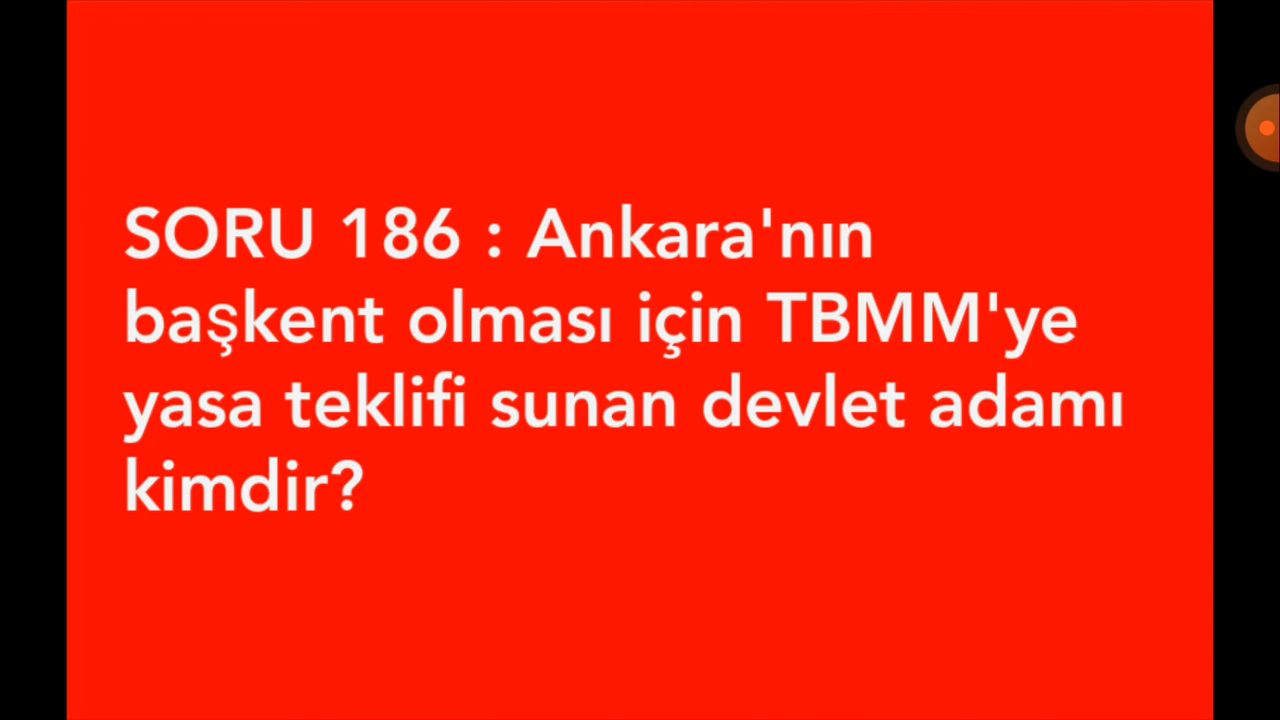 SORU 186 : Ankara'nın
başkent olması için TBMM'ye
yasa teklifi sunan devlet adamı
kimdir?